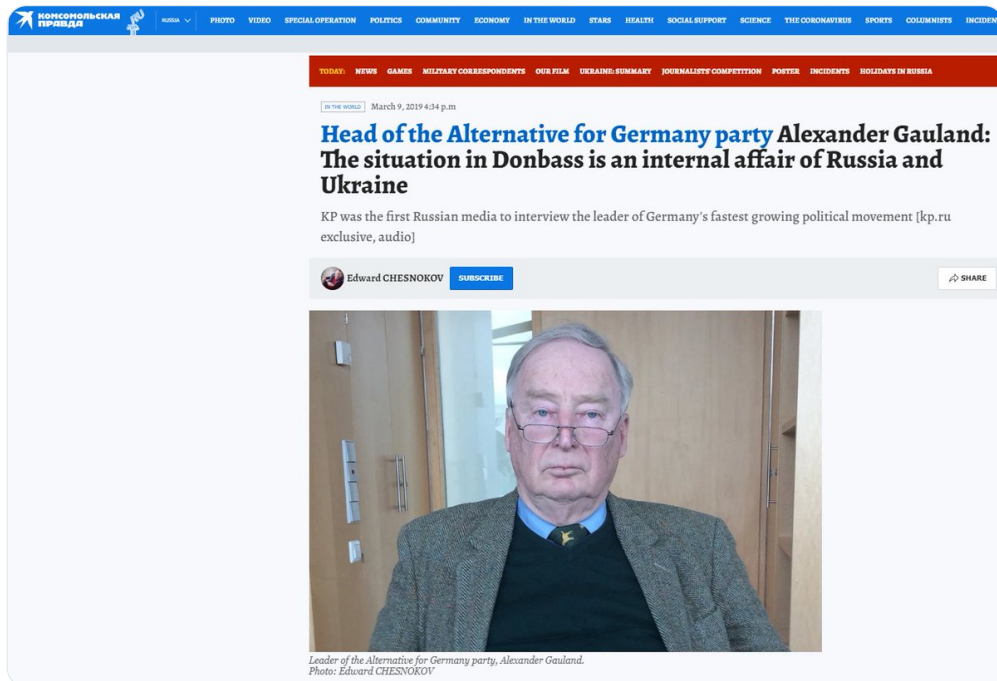 КОМСОМОЛЬСКАЯ
ПРАВДА
RUSSIA
PHOTO VIDEO SPECIAL OPERATION POLITICS COMMUNITY ECONOMY IN THE WORLD STARS HEALTH SOCIAL SUPPORT SCIENCE THE CORONAVIRUS SPORTS COLUMNISTS INCIDEN
TODAY: NEWS GAMES MILITARY CORRESPONDENTS OUR FILM UKRAINE: SUMMARY JOURNALISTS' COMPETITION POSTER INCIDENTS HOLIDAYS IN RUSSIA
IN THE WORLD March 9, 2019 4:34 p.m
Head of the Alternative for Germany party Alexander Gauland:
The situation in Donbass is an internal affair of Russia and
Ukraine
KP was the first Russian media to interview the leader of Germany's fastest growing political movement [kp.ru
exclusive, audio]
Edward CHESNOKOV SUBSCRIBE SHARE
Leader of the Alternative for Germany party, Alexander Gauland.
Photo: Edward CHESNOKOV